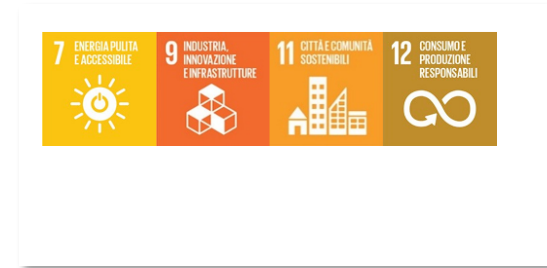 7 ENERGIA PULITA
E ACCESSIBILE
9 INDUSTRIA,
INNOVAZIONE
E INFRASTRUTTURE
11 CITTÀ E COMUNITÀ
SOSTENIBILI
12 CONSUMO E
PRODUZIONE
RESPONSABILI